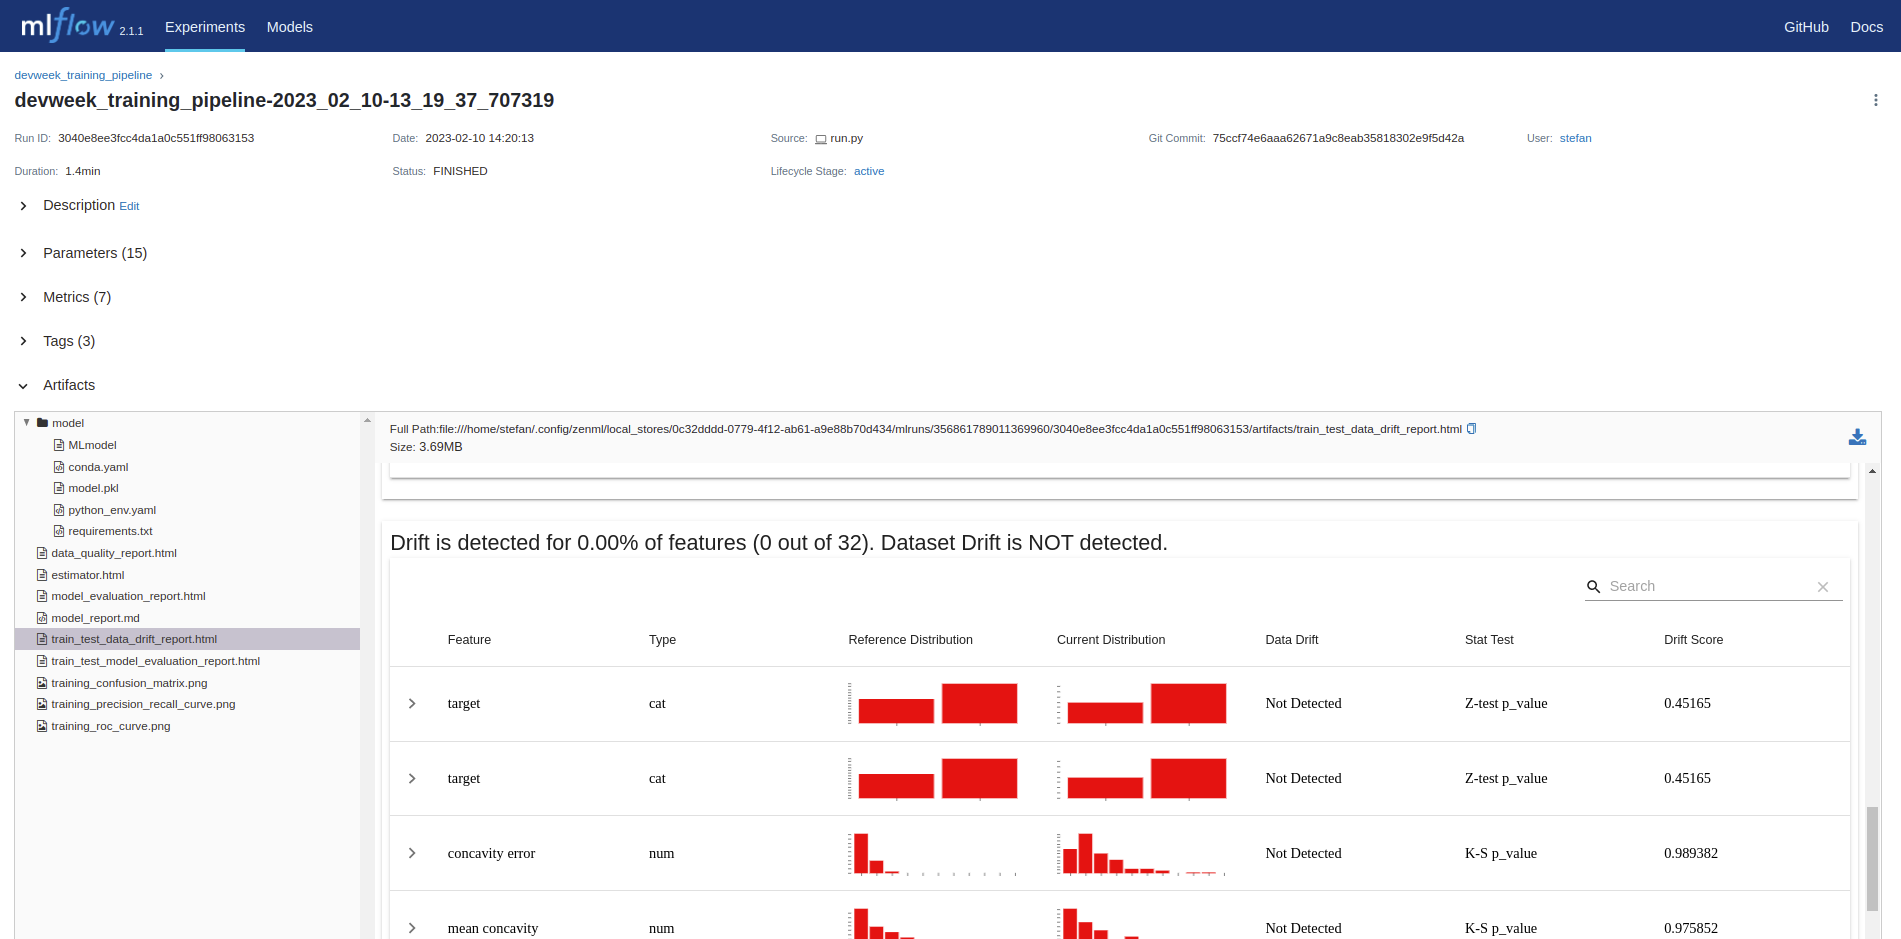 mlflow 2.1.1 Experiments Models GitHub Docs
devweek_training_pipeline ›
devweek_training_pipeline-2023_02_10-13_19_37_707319
Run ID: 3040e8ee3fcc4da1a0c551ff98063153 Date: 2023-02-10 14:20:13 Source: run.py Git Commit: 75ccf74e6aaa62671a9c8eab35818302e9f5d42a User: stefan
Duration: 1.4min Status: FINISHED Lifecycle Stage: active
Description Edit
Parameters (15)
Metrics (7)
Tags (3)
Artifacts
model
MLmodel
conda.yaml
model.pkl
python_env.yaml
requirements.txt
data_quality_report.html
estimator.html
model_evaluation_report.html
model_report.md
train_test_data_drift_report.html
train_test_model_evaluation_report.html
training_confusion_matrix.png
training_precision_recall_curve.png
training_roc_curve.png
Full Path:file:///home/stefan/.config/zenml/local_stores/0c32dddd-0779-4f12-ab61-a9e88b70d434/mlruns/356861789011369960/3040e8ee3fcc4da1a0c551ff98063153/artifacts/train_test_data_drift_report.html
Size: 3.69MB
Drift is detected for 0.00% of features (0 out of 32). Dataset Drift is NOT detected.
Search
Feature Type Reference Distribution Current Distribution Data Drift Stat Test Drift Score
target cat Not Detected Z-test p_value 0.45165
target cat Not Detected Z-test p_value 0.45165
concavity error num Not Detected K-S p_value 0.989382
mean concavity num Not Detected K-S p_value 0.975852